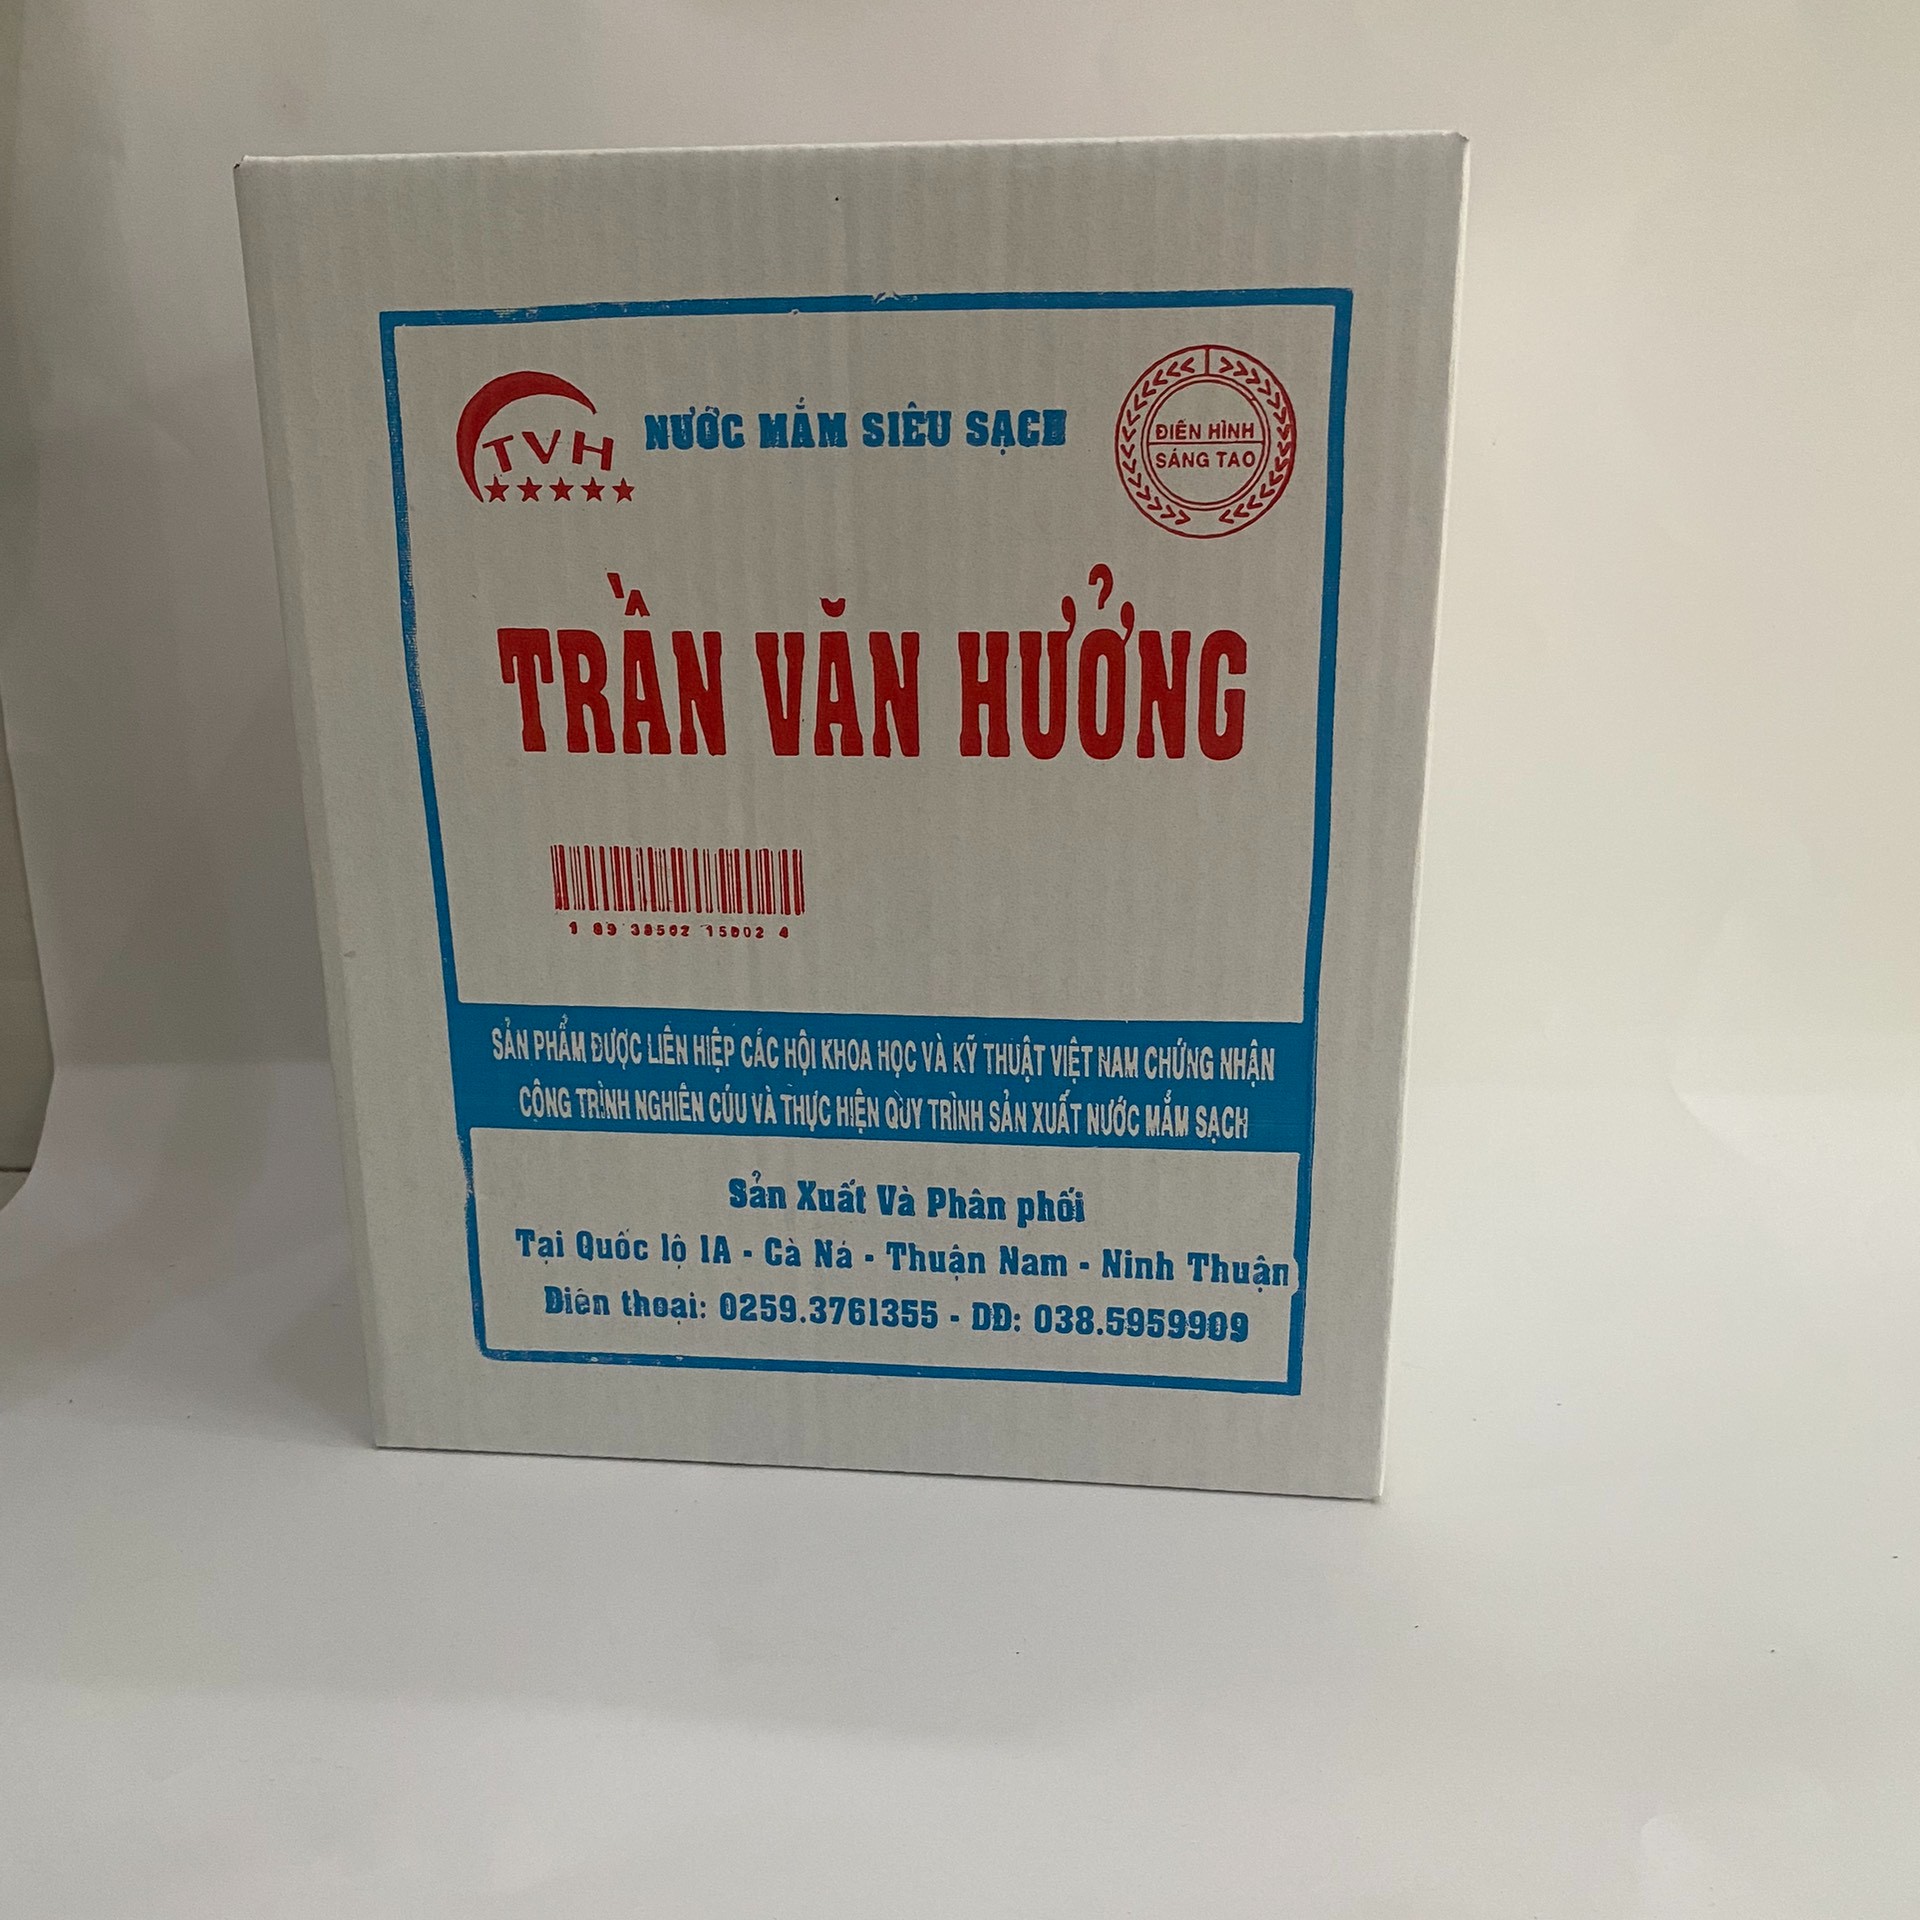 TVH
NƯỚC MẮM SIÊU SẠCH
ĐIỂN HÌNH
SÁNG TẠO
TRẦN VĂN HƯỞNG
1 89 38502 15002 4
SẢN PHẨM ĐƯỢC LIÊN HIỆP CÁC HỘI KHOA HỌC VÀ KỸ THUẬT VIỆT NAM CHỨNG NHẬN
CÔNG TRÌNH NGHIÊN CỨU VÀ THỰC HIỆN QUY TRÌNH SẢN XUẤT NƯỚC MẮM SẠCH
Sản Xuất Và Phân phối
Tại Quốc lộ 1A - Cà Ná - Thuận Nam - Ninh Thuận
Điện thoại: 0259.3761355 - DĐ: 038.5959909